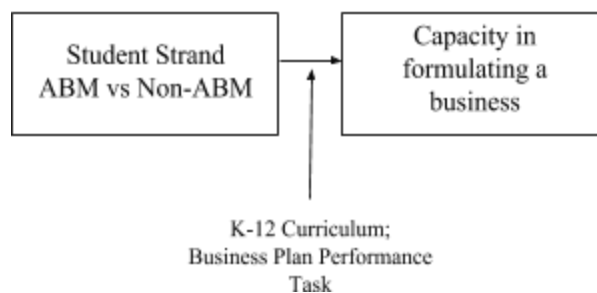 Student Strand
ABM vs Non-ABM
Capacity in
formulating a
business
K-12 Curriculum;
Business Plan Performance
Task